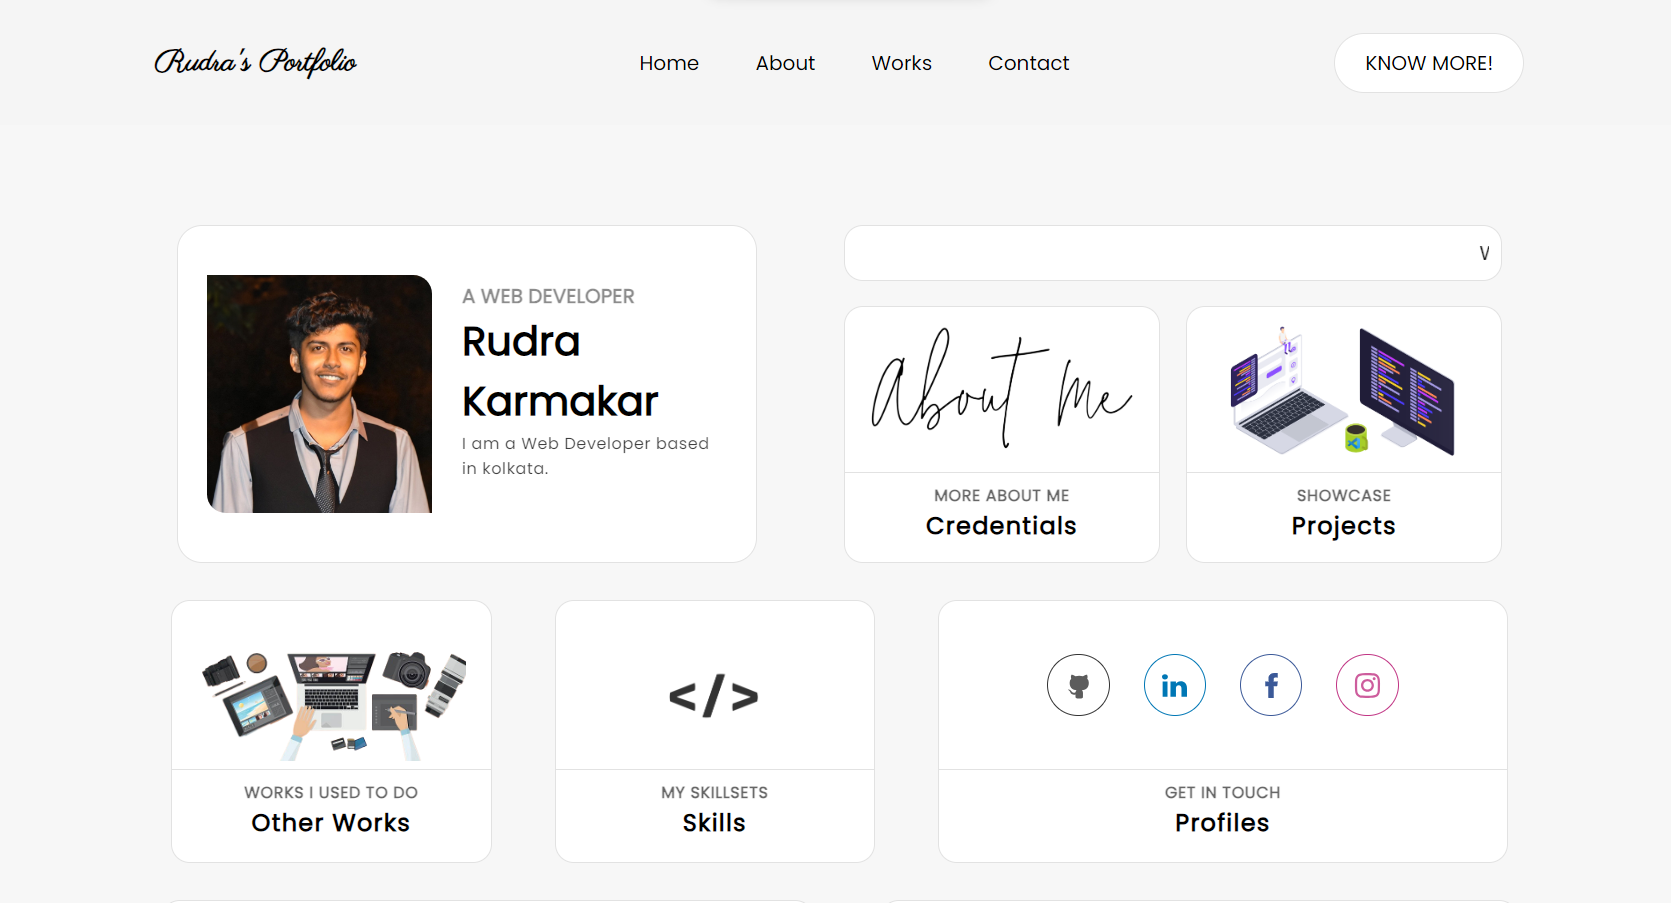 Rudra's Portfolio
Home About Works Contact
KNOW MORE!
A WEB DEVELOPER
Rudra
Karmakar
I am a Web Developer based
in kolkata.
About Me
MORE ABOUT ME
Credentials
SHOWCASE
Projects
WORKS I USED TO DO
Other Works
</>
MY SKILLSETS
Skills
in
f
GET IN TOUCH
Profiles